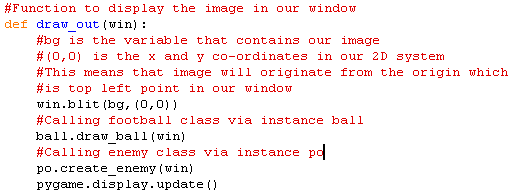 #Function to display the image in our window
def draw_out(win):
    #bg is the variable that contains our image
    #(0,0) is the x and y co-ordinates in our 2D system
    #This means that image will originate from the origin which
    #is top left point in our window
    win.blit(bg,(0,0))
    #Calling football class via instance ball
    ball.draw_ball(win)
    #Calling enemy class via instance po
    po.create_enemy(win)
    pygame.display.update()